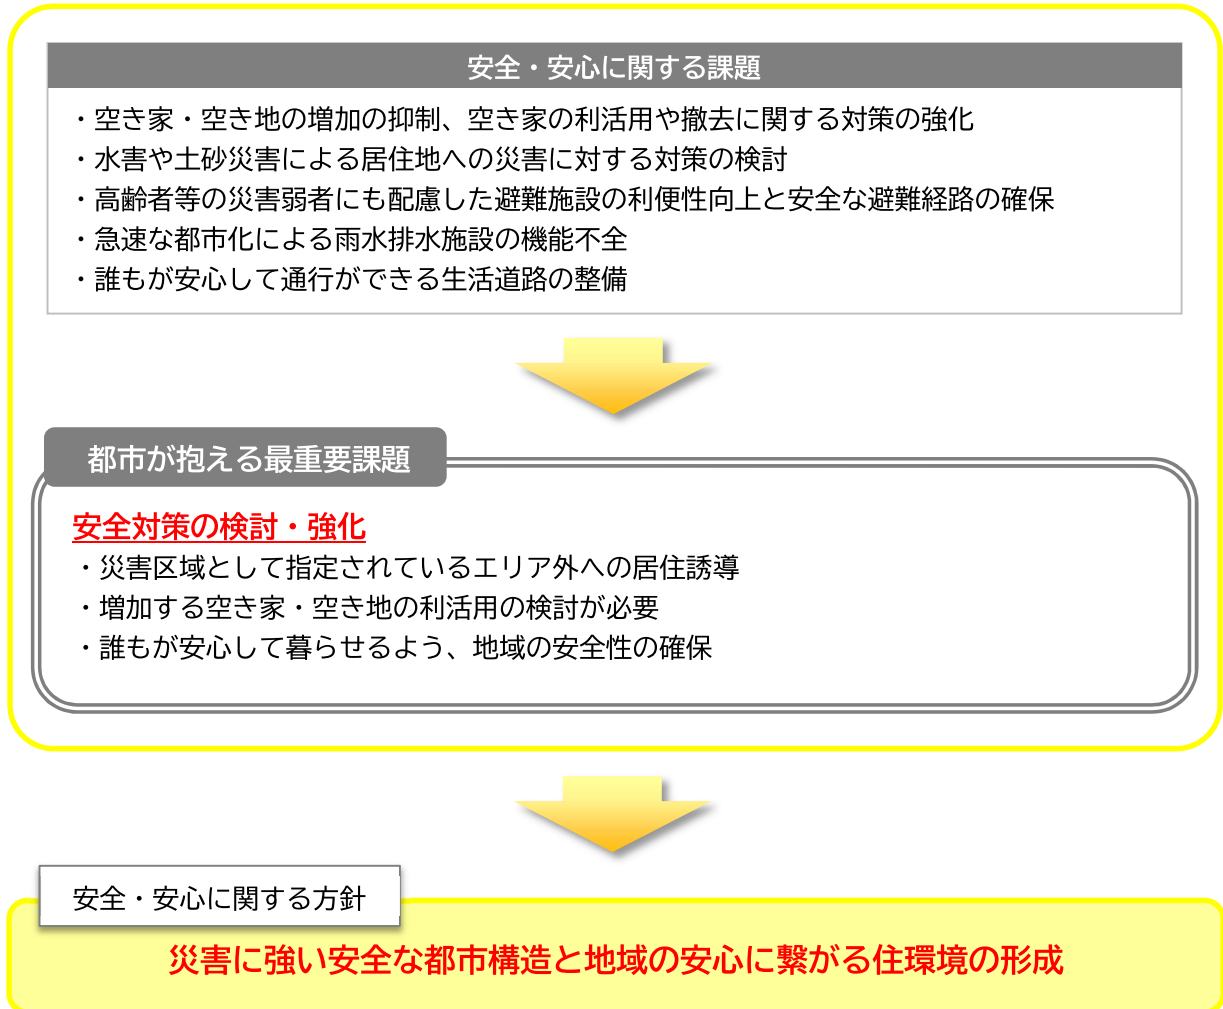 安全・安心に関する課題
・空き家・空き地の増加の抑制、空き家の利活用や撤去に関する対策の強化
・水害や土砂災害による居住地への災害に対する対策の検討
・高齢者等の災害弱者にも配慮した避難施設の利便性向上と安全な避難経路の確保
・急速な都市化による雨水排水施設の機能不全
・誰もが安心して通行ができる生活道路の整備
都市が抱える最重要課題
安全対策の検討・強化
・災害区域として指定されているエリア外への居住誘導
・増加する空き家・空き地の利活用の検討が必要
・誰もが安心して暮らせるよう、地域の安全性の確保
安全・安心に関する方針
災害に強い安全な都市構造と地域の安心に繋がる住環境の形成